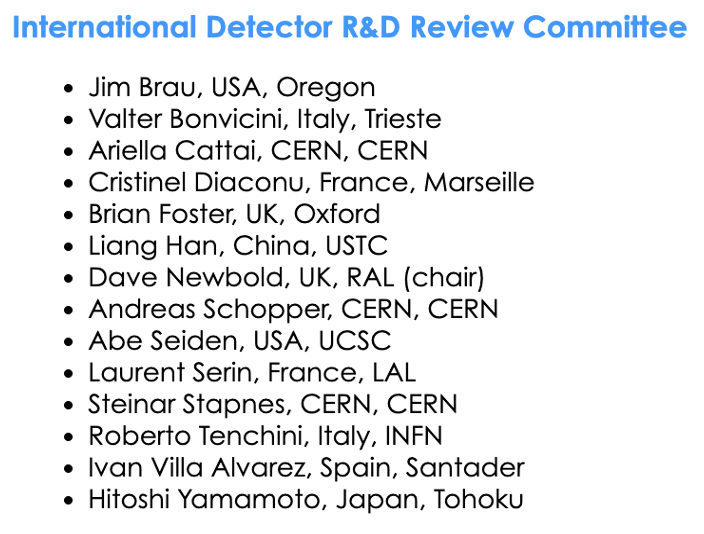 International Detector R&D Review Committee
• Jim Brau, USA, Oregon
• Valter Bonvicini, Italy, Trieste
• Ariella Cattai, CERN, CERN
• Cristinel Diaconu, France, Marseille
• Brian Foster, UK, Oxford
• Liang Han, China, USTC
• Dave Newbold, UK, RAL (chair)
• Andreas Schopper, CERN, CERN
• Abe Seiden, USA, UCSC
• Laurent Serin, France, LAL
• Steinar Stapnes, CERN, CERN
• Roberto Tenchini, Italy, INFN
• Ivan Villa Alvarez, Spain, Santader
• Hitoshi Yamamoto, Japan, Tohoku